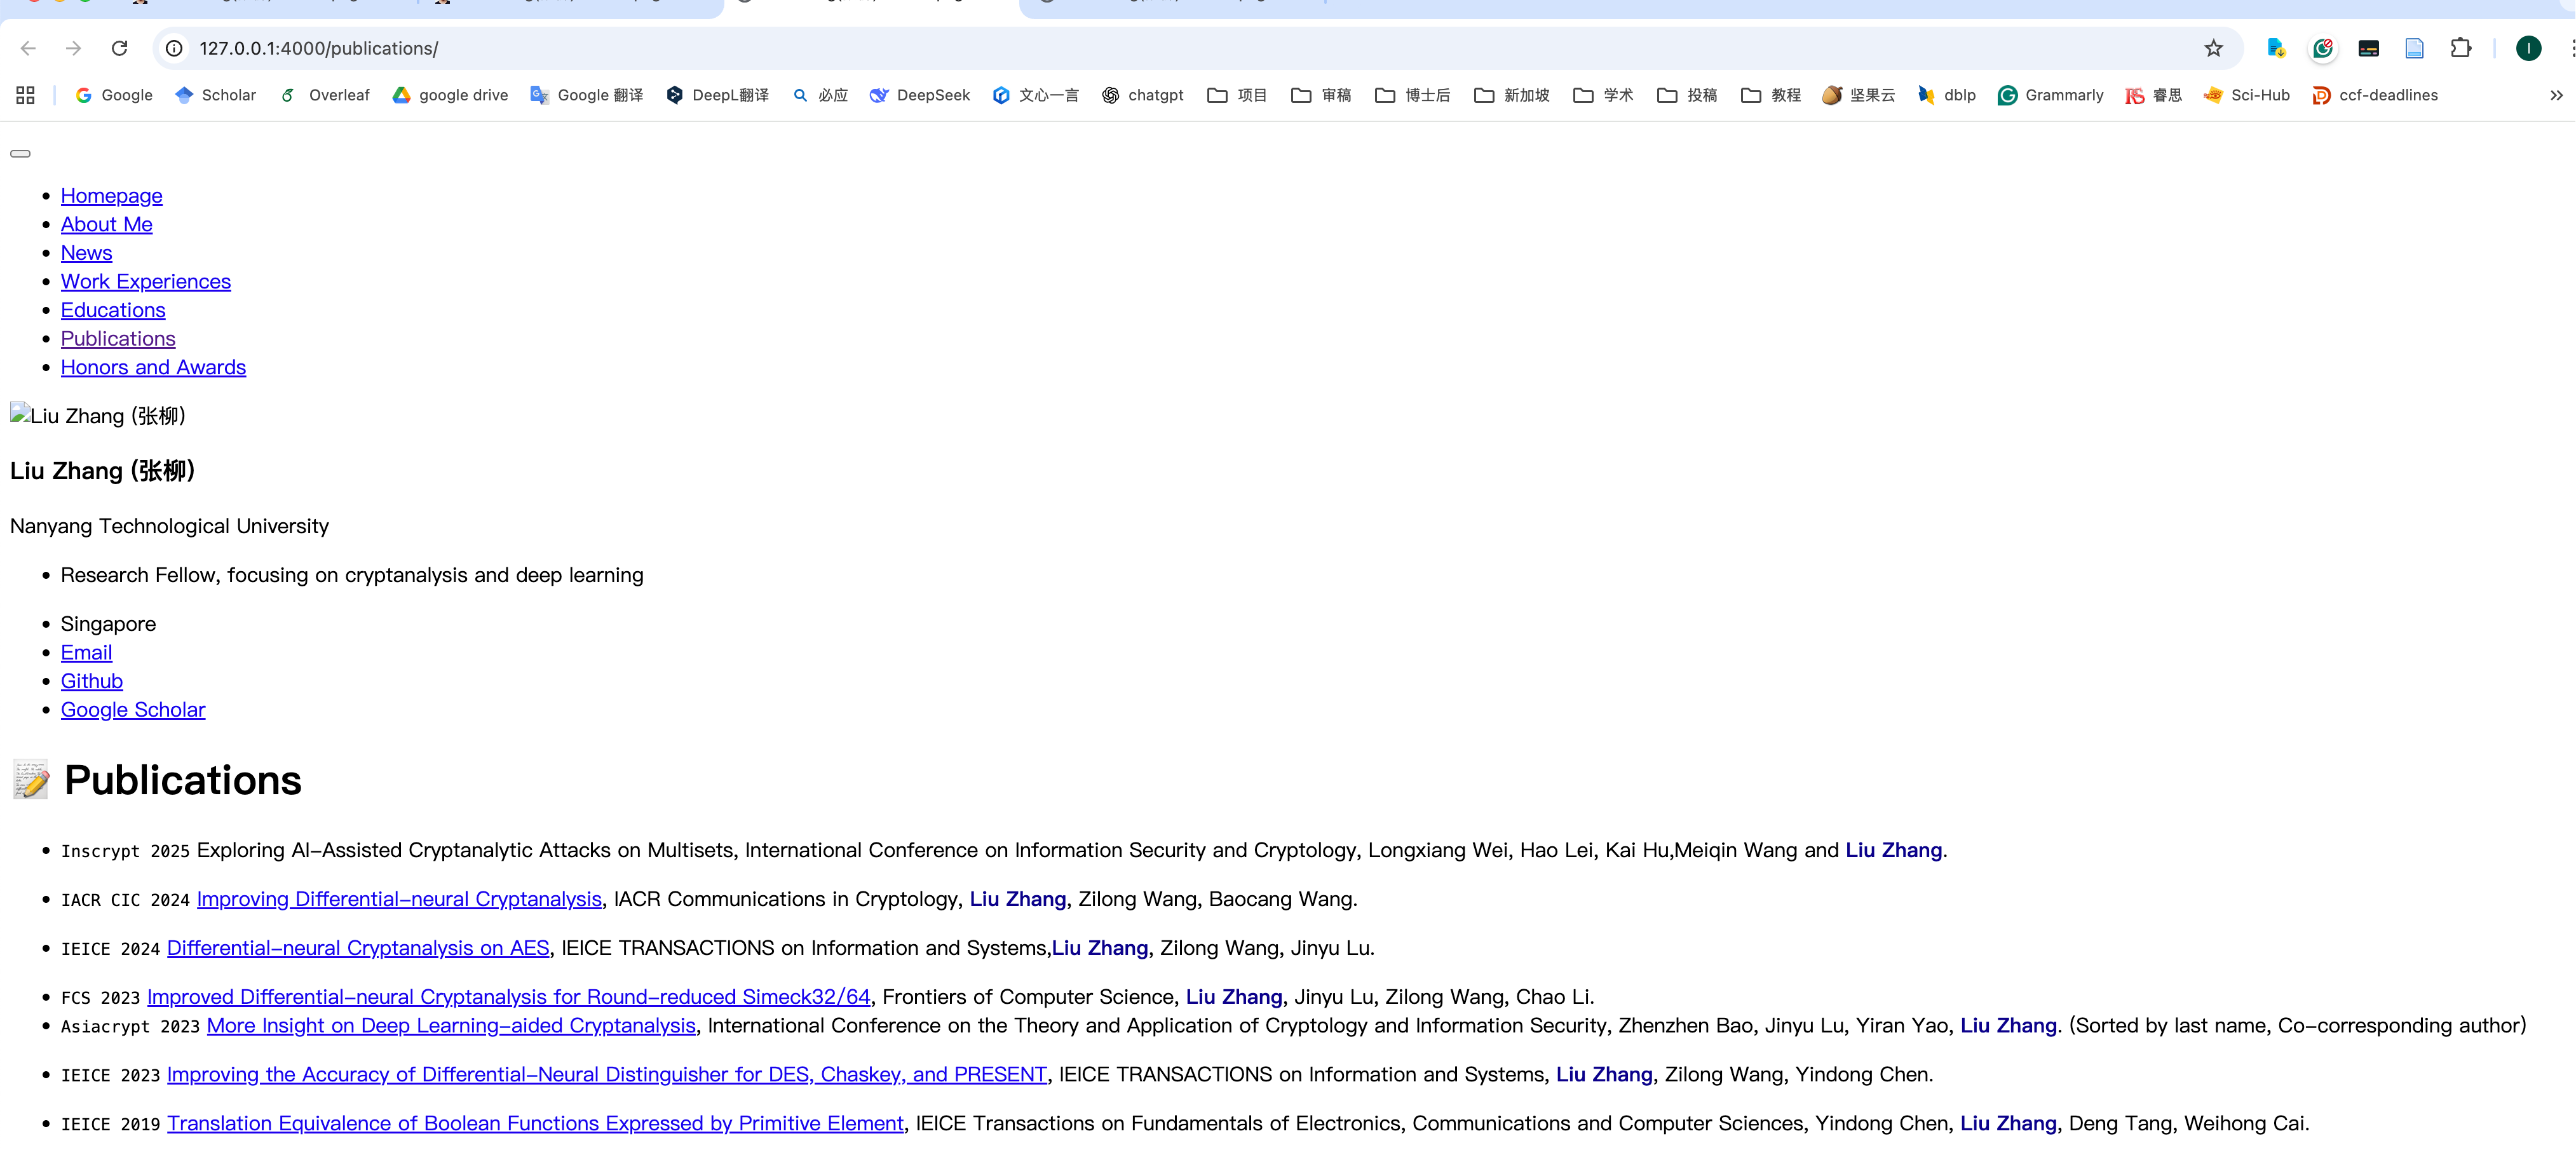 127.0.0.1:4000/publications/
Google Scholar Overleaf google drive Google 翻译 DeepL翻译 必应 DeepSeek 文心一言 chatgpt 项目 审稿 博士后 新加坡 学术 投稿 教程 坚果云 dblp Grammarly 睿思 Sci-Hub ccf-deadlines
Homepage
About Me
News
Work Experiences
Educations
Publications
Honors and Awards
Liu Zhang (张柳)
Liu Zhang (张柳)
Nanyang Technological University
Research Fellow, focusing on cryptanalysis and deep learning
Singapore
Email
Github
Google Scholar
📝 Publications
Inscrypt 2025 Exploring AI-Assisted Cryptanalytic Attacks on Multisets, International Conference on Information Security and Cryptology, Longxiang Wei, Hao Lei, Kai Hu,Meiqin Wang and Liu Zhang.
IACR CIC 2024 Improving Differential-neural Cryptanalysis, IACR Communications in Cryptology, Liu Zhang, Zilong Wang, Baocang Wang.
IEICE 2024 Differential-neural Cryptanalysis on AES, IEICE TRANSACTIONS on Information and Systems,Liu Zhang, Zilong Wang, Jinyu Lu.
FCS 2023 Improved Differential-neural Cryptanalysis for Round-reduced Simeck32/64, Frontiers of Computer Science, Liu Zhang, Jinyu Lu, Zilong Wang, Chao Li.
Asiacrypt 2023 More Insight on Deep Learning-aided Cryptanalysis, International Conference on the Theory and Application of Cryptology and Information Security, Zhenzhen Bao, Jinyu Lu, Yiran Yao, Liu Zhang. (Sorted by last name, Co-corresponding author)
IEICE 2023 Improving the Accuracy of Differential-Neural Distinguisher for DES, Chaskey, and PRESENT, IEICE TRANSACTIONS on Information and Systems, Liu Zhang, Zilong Wang, Yindong Chen.
IEICE 2019 Translation Equivalence of Boolean Functions Expressed by Primitive Element, IEICE Transactions on Fundamentals of Electronics, Communications and Computer Sciences, Yindong Chen, Liu Zhang, Deng Tang, Weihong Cai.